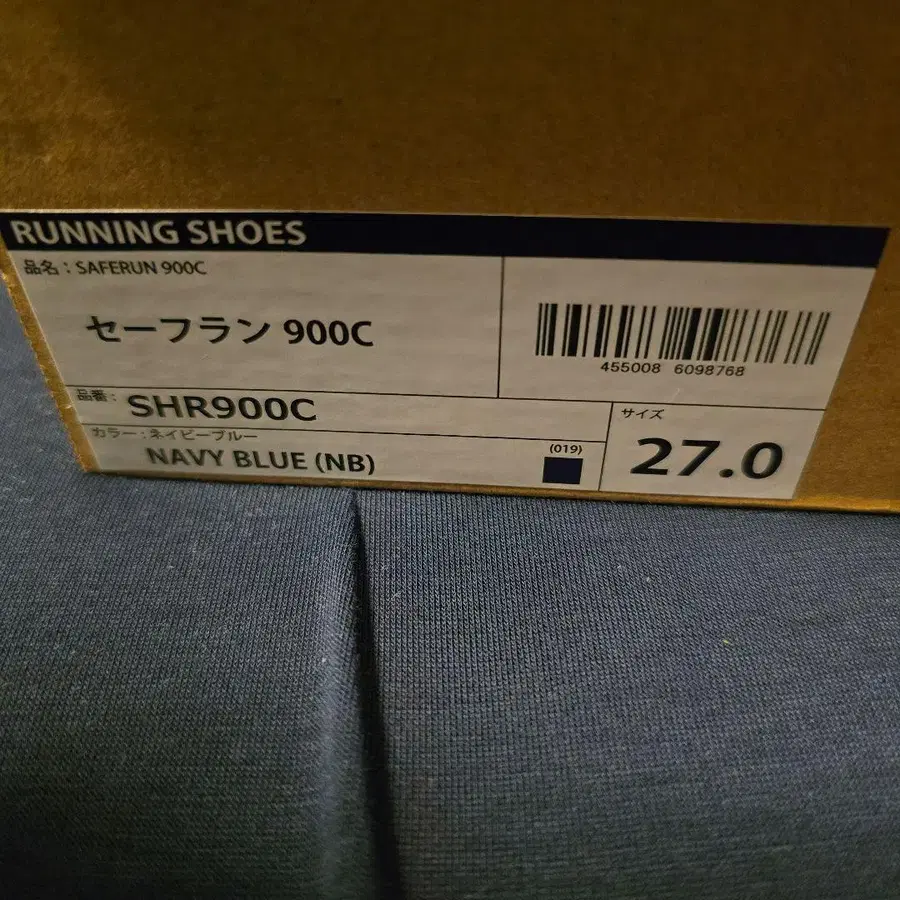 RUNNING SHOES
品名：SAFERUN 900C
セーフラン 900C
455008 6098768
品番：
SHR900C
カラー：ネイビーブルー
NAVY BLUE (NB)
(019)
サイズ
27.0